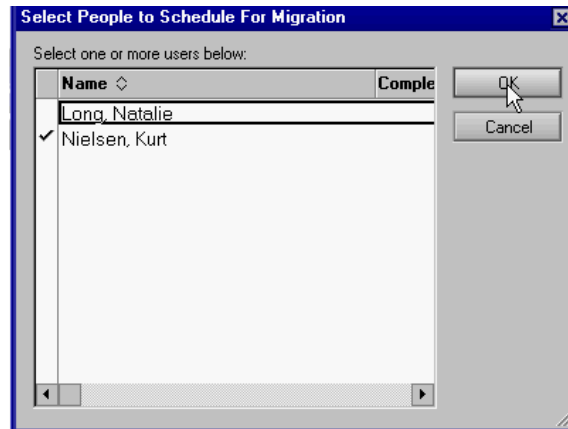 Select People to Schedule For Migration
Select one or more users below:
Name Comple
Long, Natalie
Nielsen, Kurt
OK
Cancel